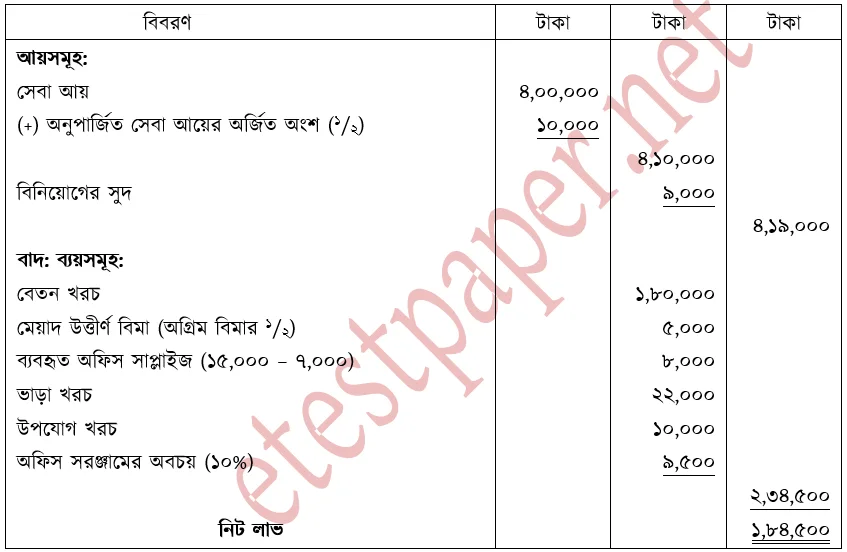 বিবরণ টাকা টাকা টাকা
আয়সমূহ:
সেবা আয় ৪,০০,০০০
(+) অনুপার্জিত সেবা আয়ের অর্জিত অংশ (১/২) ১০,০০০
৪,১০,০০০
বিনিয়োগের সুদ ৯,০০০
৪,১৯,০০০
বাদ: ব্যয়সমূহ:
বেতন খরচ ১,৮০,০০০
মেয়াদ উত্তীর্ণ বিমা (অগ্রিম বিমার ১/২) ৫,০০০
ব্যবহৃত অফিস সাপ্লাইজ (১৫,০০০ – ৭,০০০) ৮,০০০
ভাড়া খরচ ২২,০০০
উপযোগ খরচ ১০,০০০
অফিস সরঞ্জামের অবচয় (১০%) ৯,৫০০
২,৩৪,৫০০
নিট লাভ ১,৮৪,৫০০
etestpaper.net